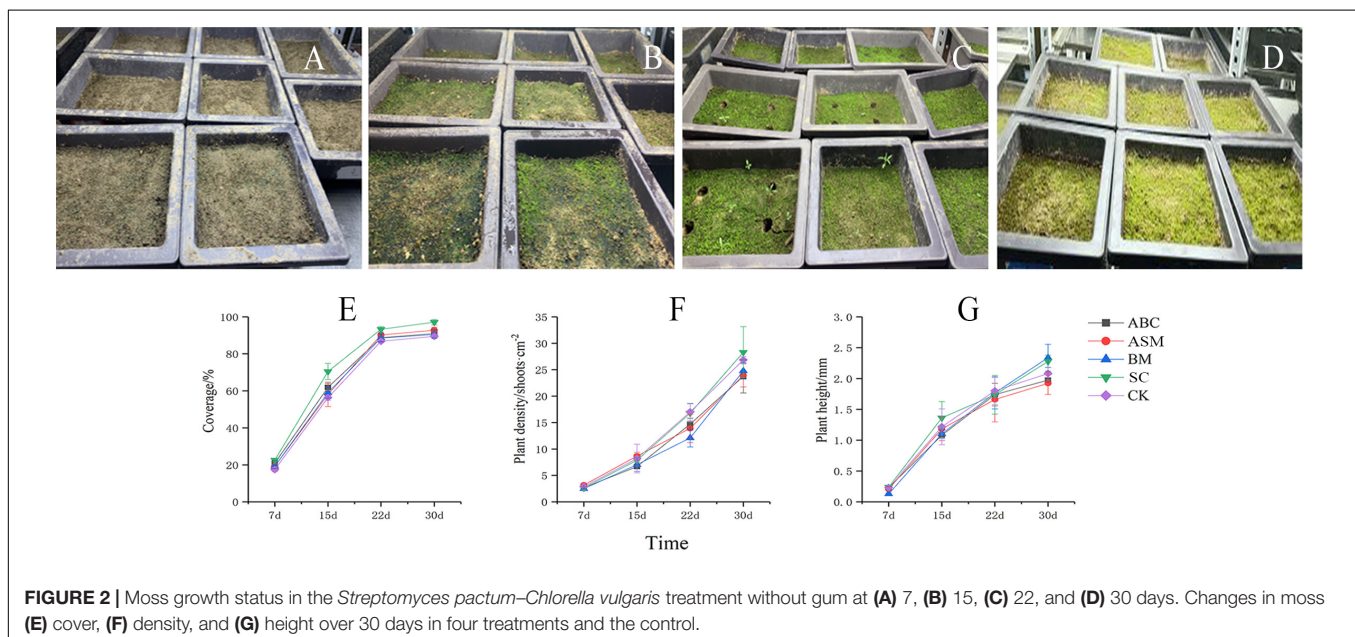 A
B
C
D
E
F
G
Coverage/%
100
80
60
40
20
0
7d
15d
22d
30d
Plant density/shoots·cm⁻²
35
30
25
20
15
10
5
0
7d
15d
22d
30d
Time
Plant height/mm
3. 0
2. 5
2. 0
1. 5
1. 0
0. 5
0. 0
7d
15d
22d
30d
ABC
ASM
BM
SC
CK
FIGURE 2 | Moss growth status in the Streptomyces pactum–Chlorella vulgaris treatment without gum at (A) 7, (B) 15, (C) 22, and (D) 30 days. Changes in moss
(E) cover, (F) density, and (G) height over 30 days in four treatments and the control.